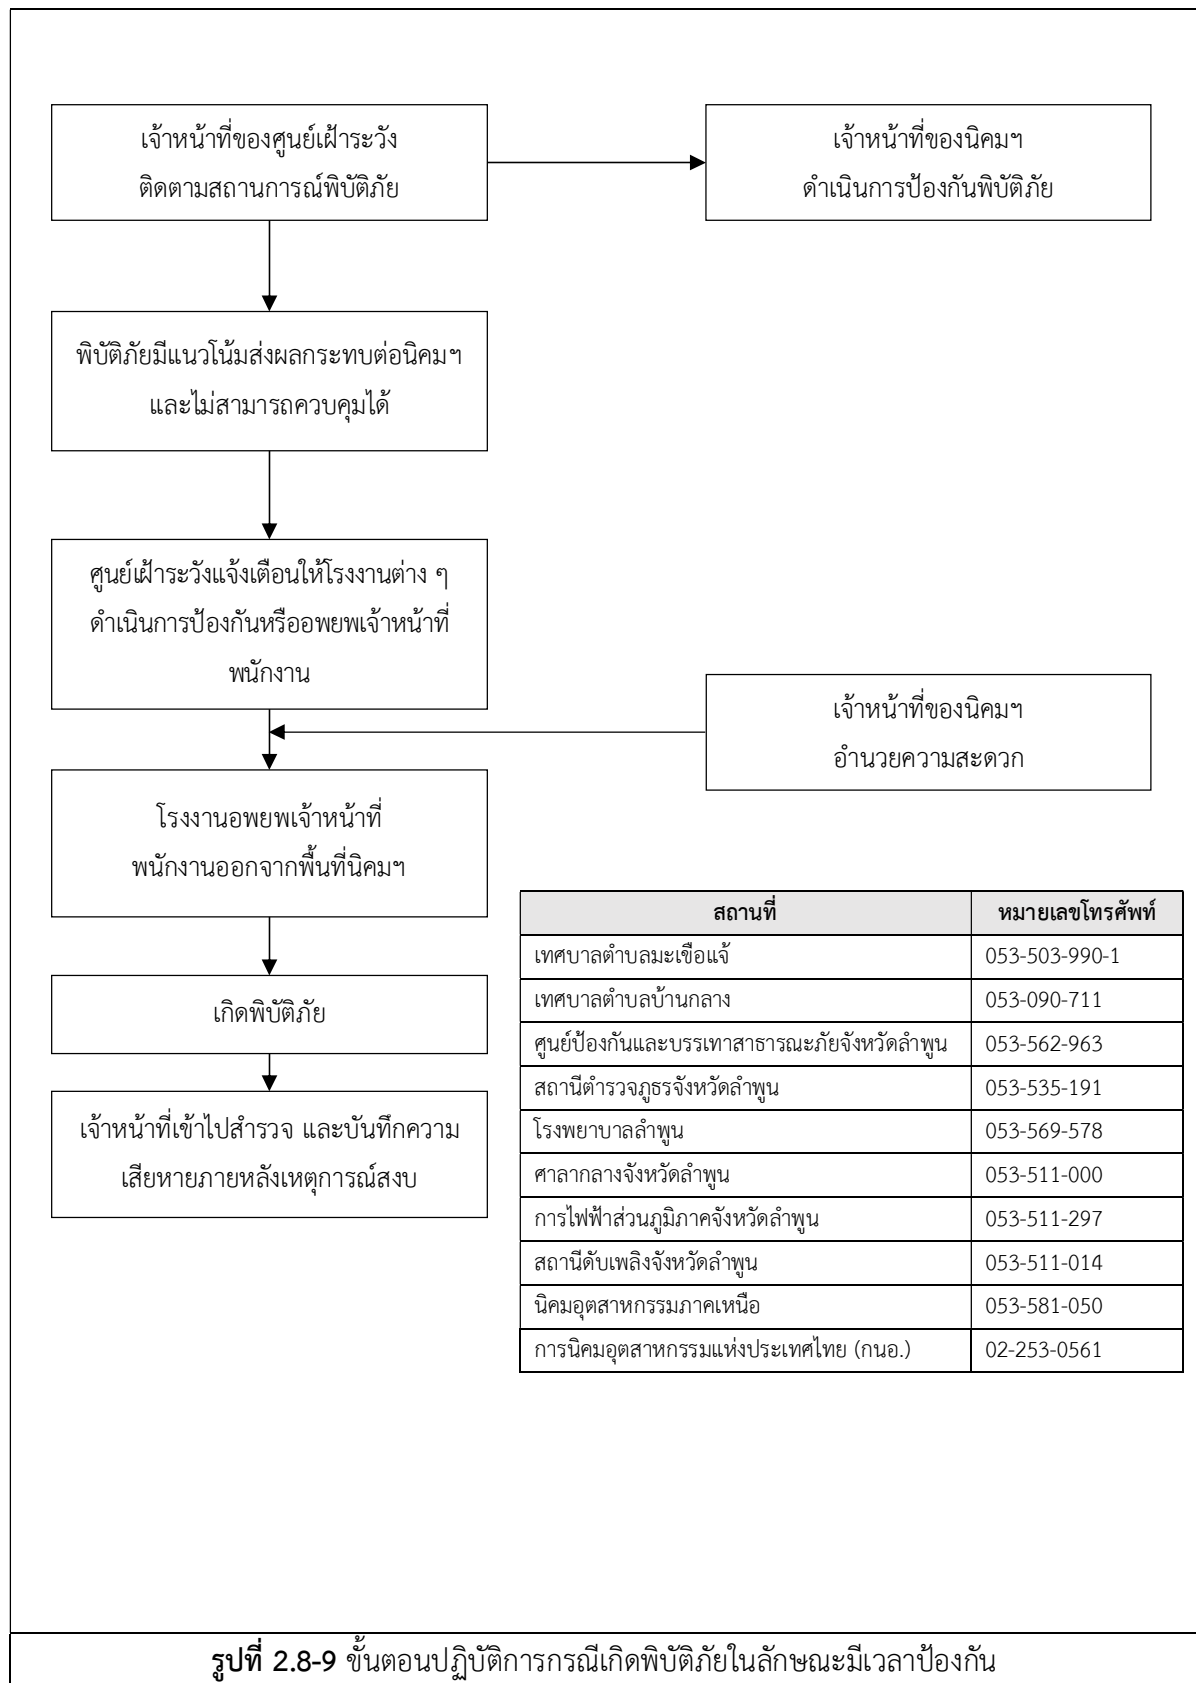 เจ้าหน้าที่ของศูนย์เฝ้าระวัง
ติดตามสถานการณ์พิบัติภัย
เจ้าหน้าที่ของนิคมฯ
ดำเนินการป้องกันพิบัติภัย
พิบัติภัยมีแนวโน้มส่งผลกระทบต่อนิคมฯ
และไม่สามารถควบคุมได้
ศูนย์เฝ้าระวังแจ้งเตือนให้โรงงานต่าง ๆ
ดำเนินการป้องกันหรืออพยพเจ้าหน้าที่
พนักงาน
เจ้าหน้าที่ของนิคมฯ
อำนวยความสะดวก
โรงงานอพยพเจ้าหน้าที่
พนักงานออกจากพื้นที่นิคมฯ
เกิดพิบัติภัย
เจ้าหน้าที่เข้าไปสำรวจ และบันทึกความ
เสียหายภายหลังเหตุการณ์สงบ
สถานที่ หมายเลขโทรศัพท์
เทศบาลตำบลมะเขือแจ้ 053-503-990-1
เทศบาลตำบลบ้านกลาง 053-090-711
ศูนย์ป้องกันและบรรเทาสาธารณะภัยจังหวัดลำพูน 053-562-963
สถานีตำรวจภูธรจังหวัดลำพูน 053-535-191
โรงพยาบาลลำพูน 053-569-578
ศาลากลางจังหวัดลำพูน 053-511-000
การไฟฟ้าส่วนภูมิภาคจังหวัดลำพูน 053-511-297
สถานีดับเพลิงจังหวัดลำพูน 053-511-014
นิคมอุตสาหกรรมภาคเหนือ 053-581-050
การนิคมอุตสาหกรรมแห่งประเทศไทย (กนอ.) 02-253-0561
รูปที่ 2.8-9 ขั้นตอนปฏิบัติการกรณีเกิดพิบัติภัยในลักษณะมีเวลาป้องกัน